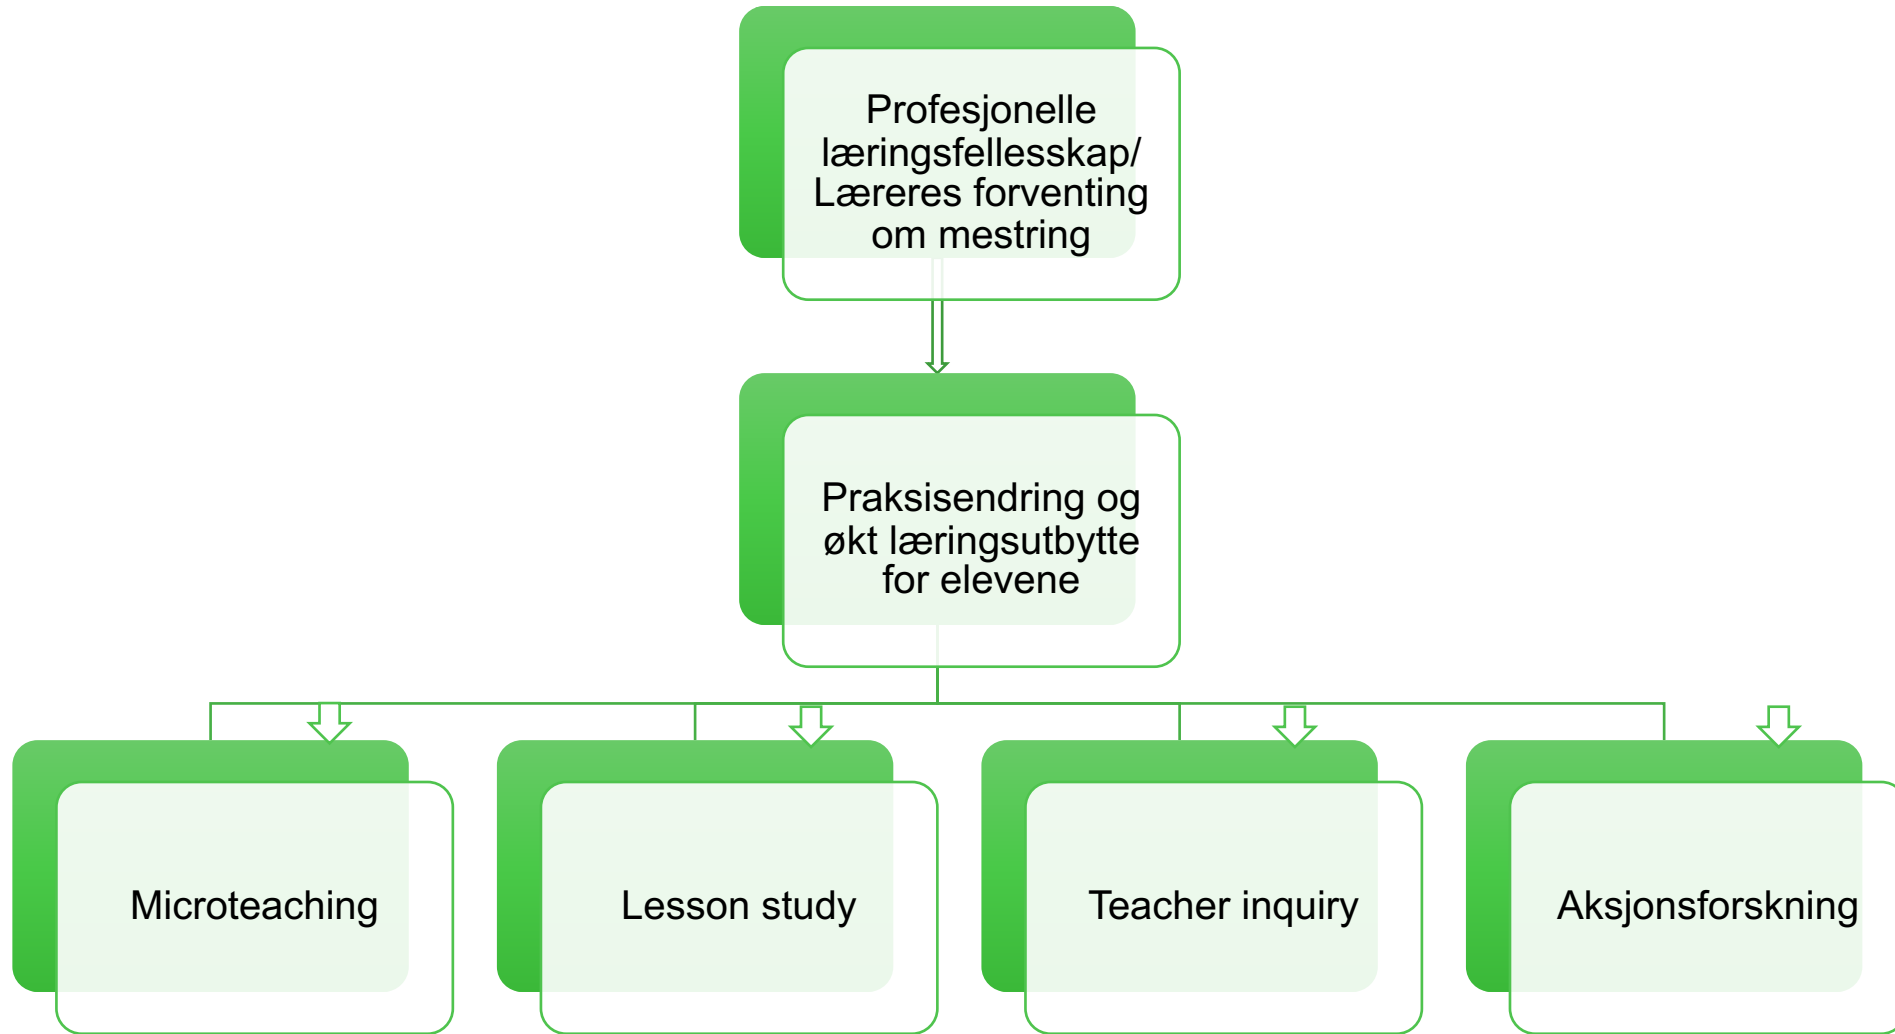 Profesjonelle
læringsfellesskap/
Læreres forventing
om mestring
Praksisendring og
økt læringsutbytte
for elevene
Microteaching
Lesson study
Teacher inquiry
Aksjonsforskning